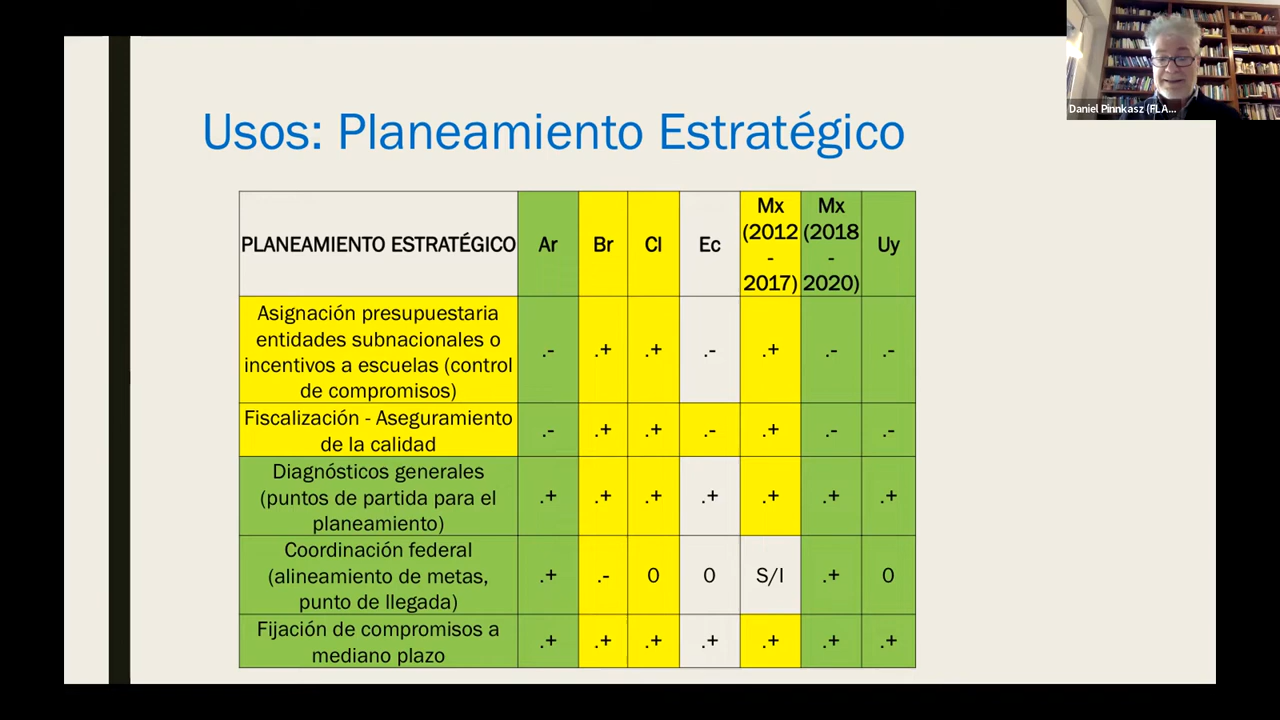 Daniel Pinnkasz (FLA...
Usos: Planeamiento Estratégico
PLANEAMIENTO ESTRATÉGICO Ar Br Cl Ec Mx (2012 - 2017) Mx (2018 - 2020) Uy
Asignación presupuestaria
entidades subnacionales o
incentivos a escuelas (control
de compromisos)
.- .+ .+ .- .+ .- .-
Fiscalización - Aseguramiento
de la calidad
.- .+ .+ .- .+ .- .-
Diagnósticos generales
(puntos de partida para el
planeamiento)
.+ .+ .+ .+ .+ .+ .+
Coordinación federal
(alineamiento de metas,
punto de llegada)
.+ .- 0 0 S/I .+ 0
Fijación de compromisos a
mediano plazo
.+ .+ .+ .+ .+ .+ .+